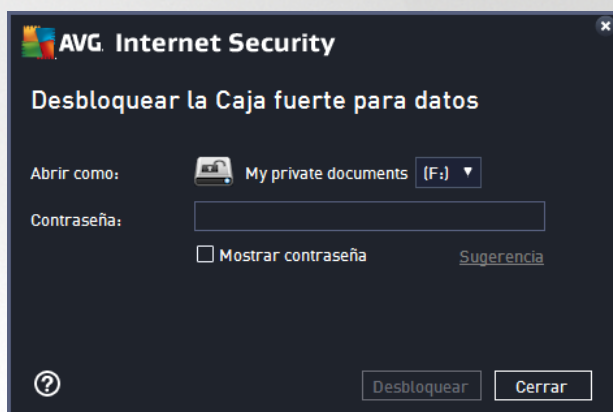 AVG. Internet Security
Desbloquear la Caja fuerte para datos
Abrir como: My private documents (F:)
Contraseña:
Mostrar contraseña Sugerencia
? Desbloquear Cerrar